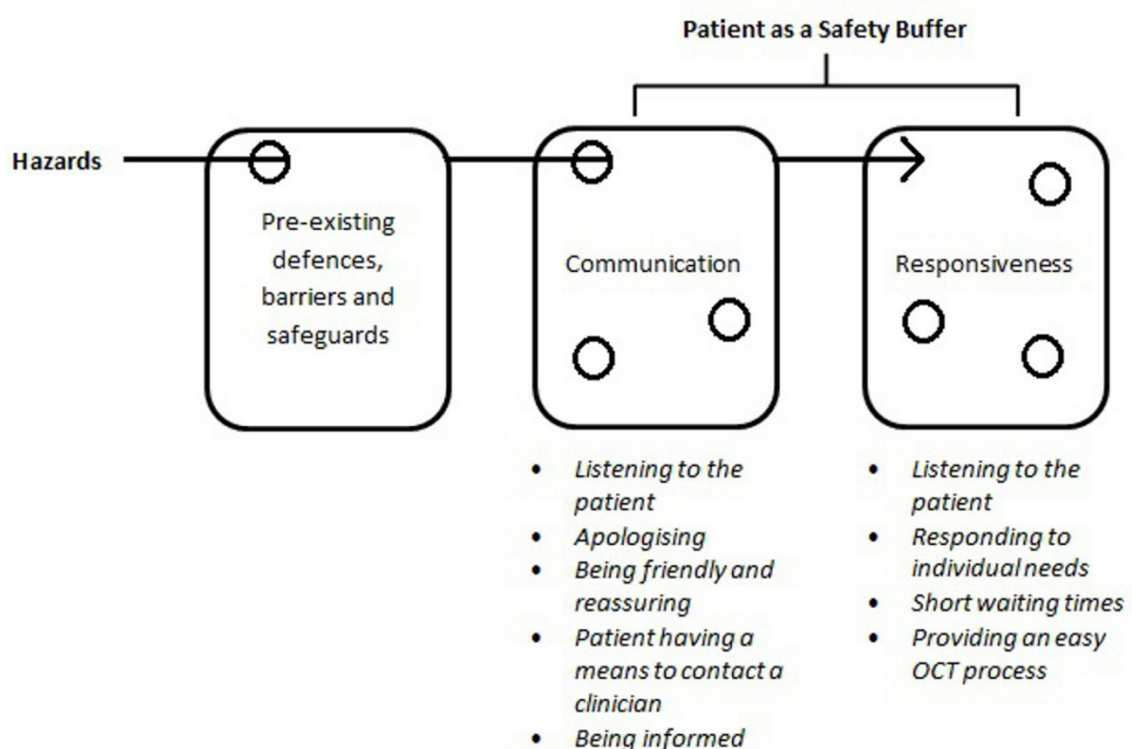 Patient as a Safety Buffer
Hazards
Pre-existing
defences,
barriers and
safeguards
Communication
Responsiveness
• Listening to the
patient
• Apologising
• Being friendly and
reassuring
• Patient having a
means to contact a
clinician
• Being informed
• Listening to the
patient
• Responding to
individual needs
• Short waiting times
• Providing an easy
OCT process